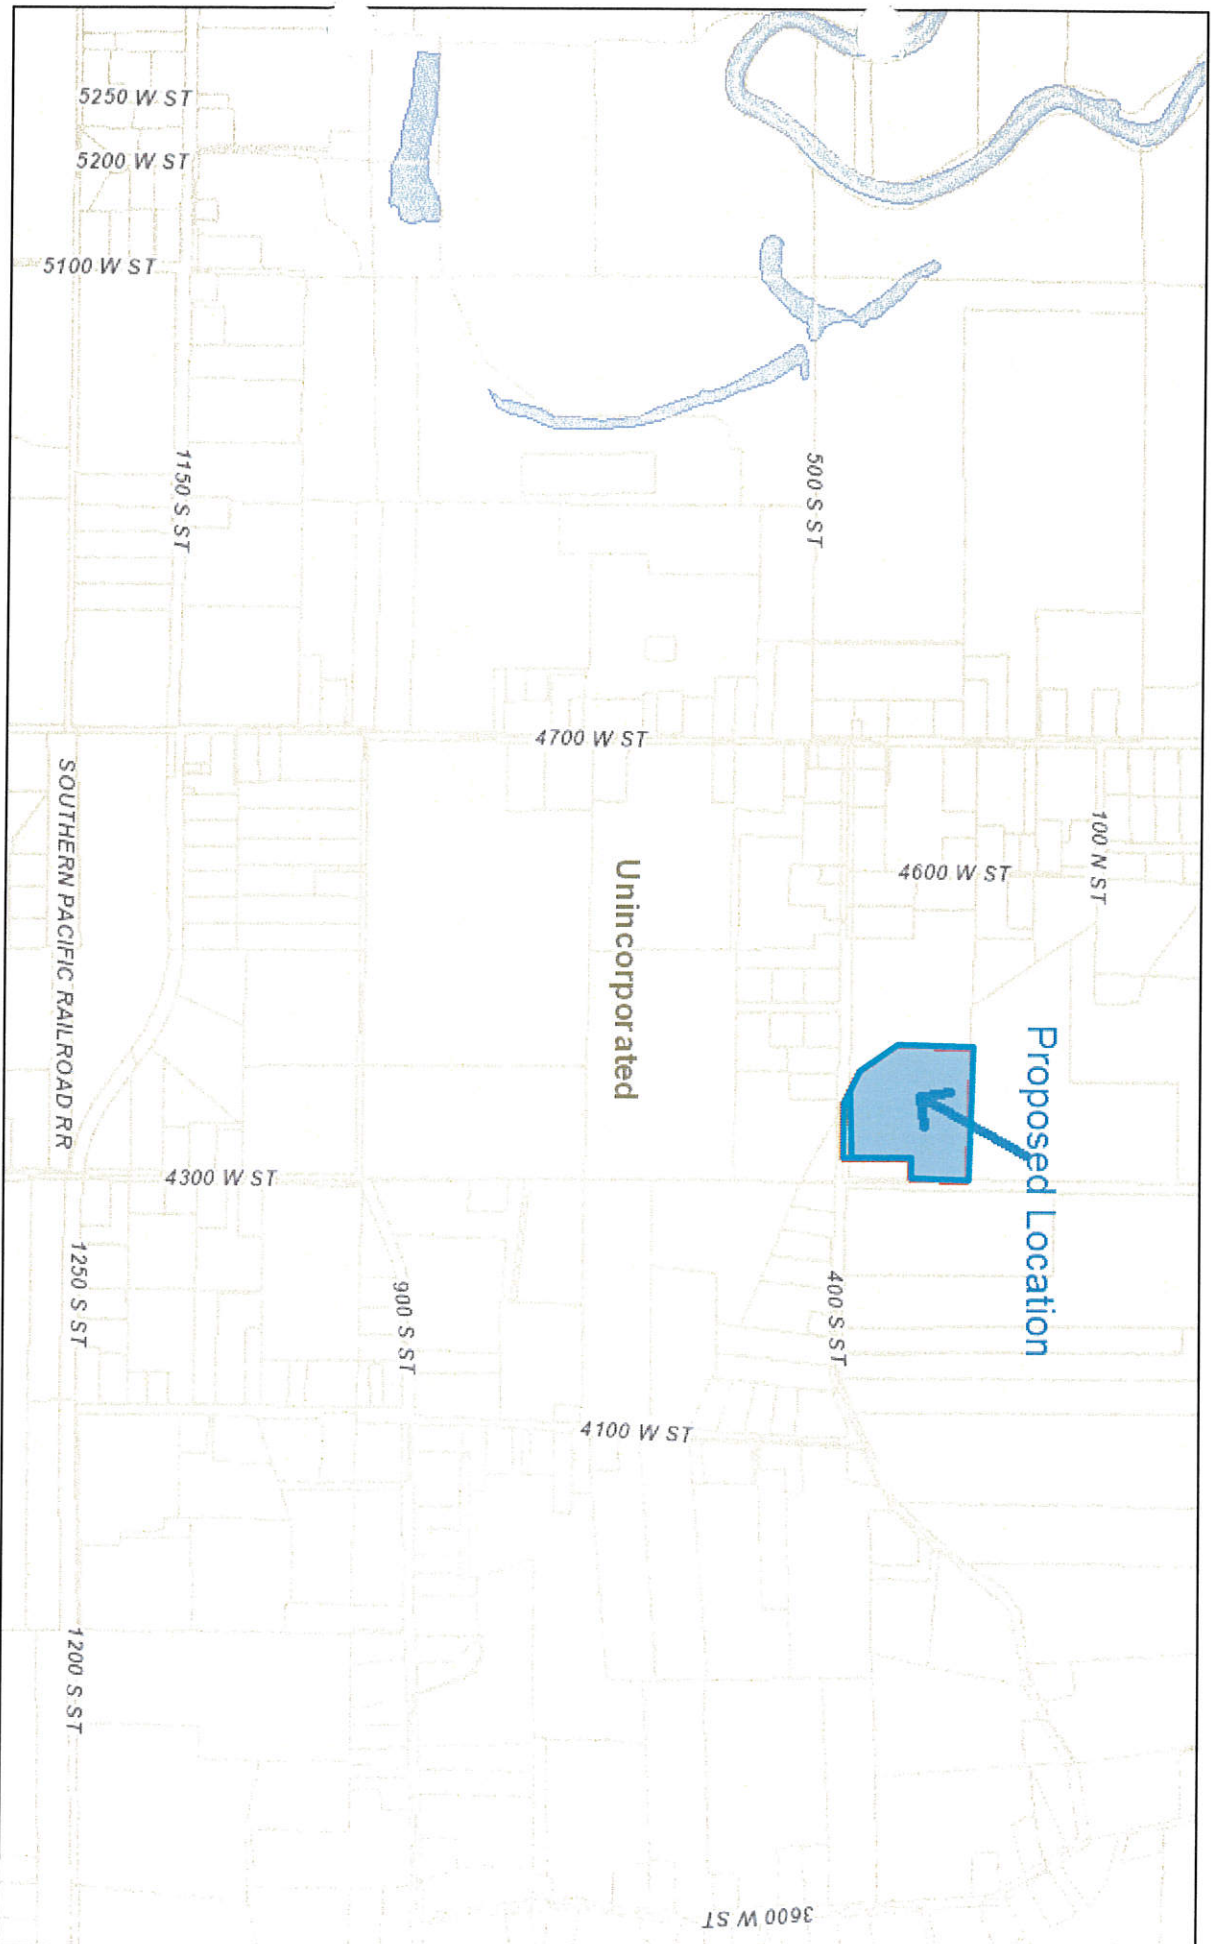 5250 W ST
5200 W ST
5100 W ST
1150 S ST
500 S ST
4700 W ST
SOUTHERN PACIFIC RAILROAD RR
Unincorporated
4600 W ST
100 N ST
Proposed Location
4300 W ST
1250 S ST
900 S ST
400 S ST
4100 W ST
1200 S ST
3600 W ST